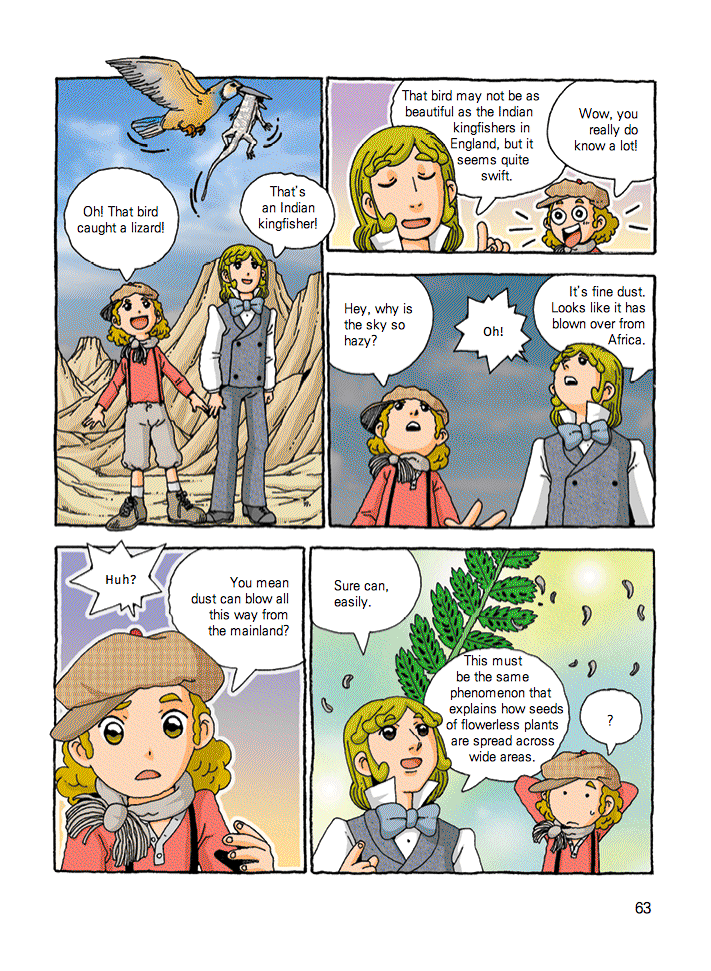 Oh! That bird
caught a lizard!
That's
an Indian
kingfisher!
That bird may not be as
beautiful as the Indian
kingfishers in
England, but it
seems quite
swift.
Wow, you
really do
know a lot!
Hey, why is
the sky so
hazy?
Oh!
It's fine dust.
Looks like it has
blown over from
Africa.
Huh?
You mean
dust can blow all
this way from
the mainland?
Sure can,
easily.
This must
be the same
phenomenon that
explains how seeds
of flowerless plants
are spread across
wide areas.
?
63